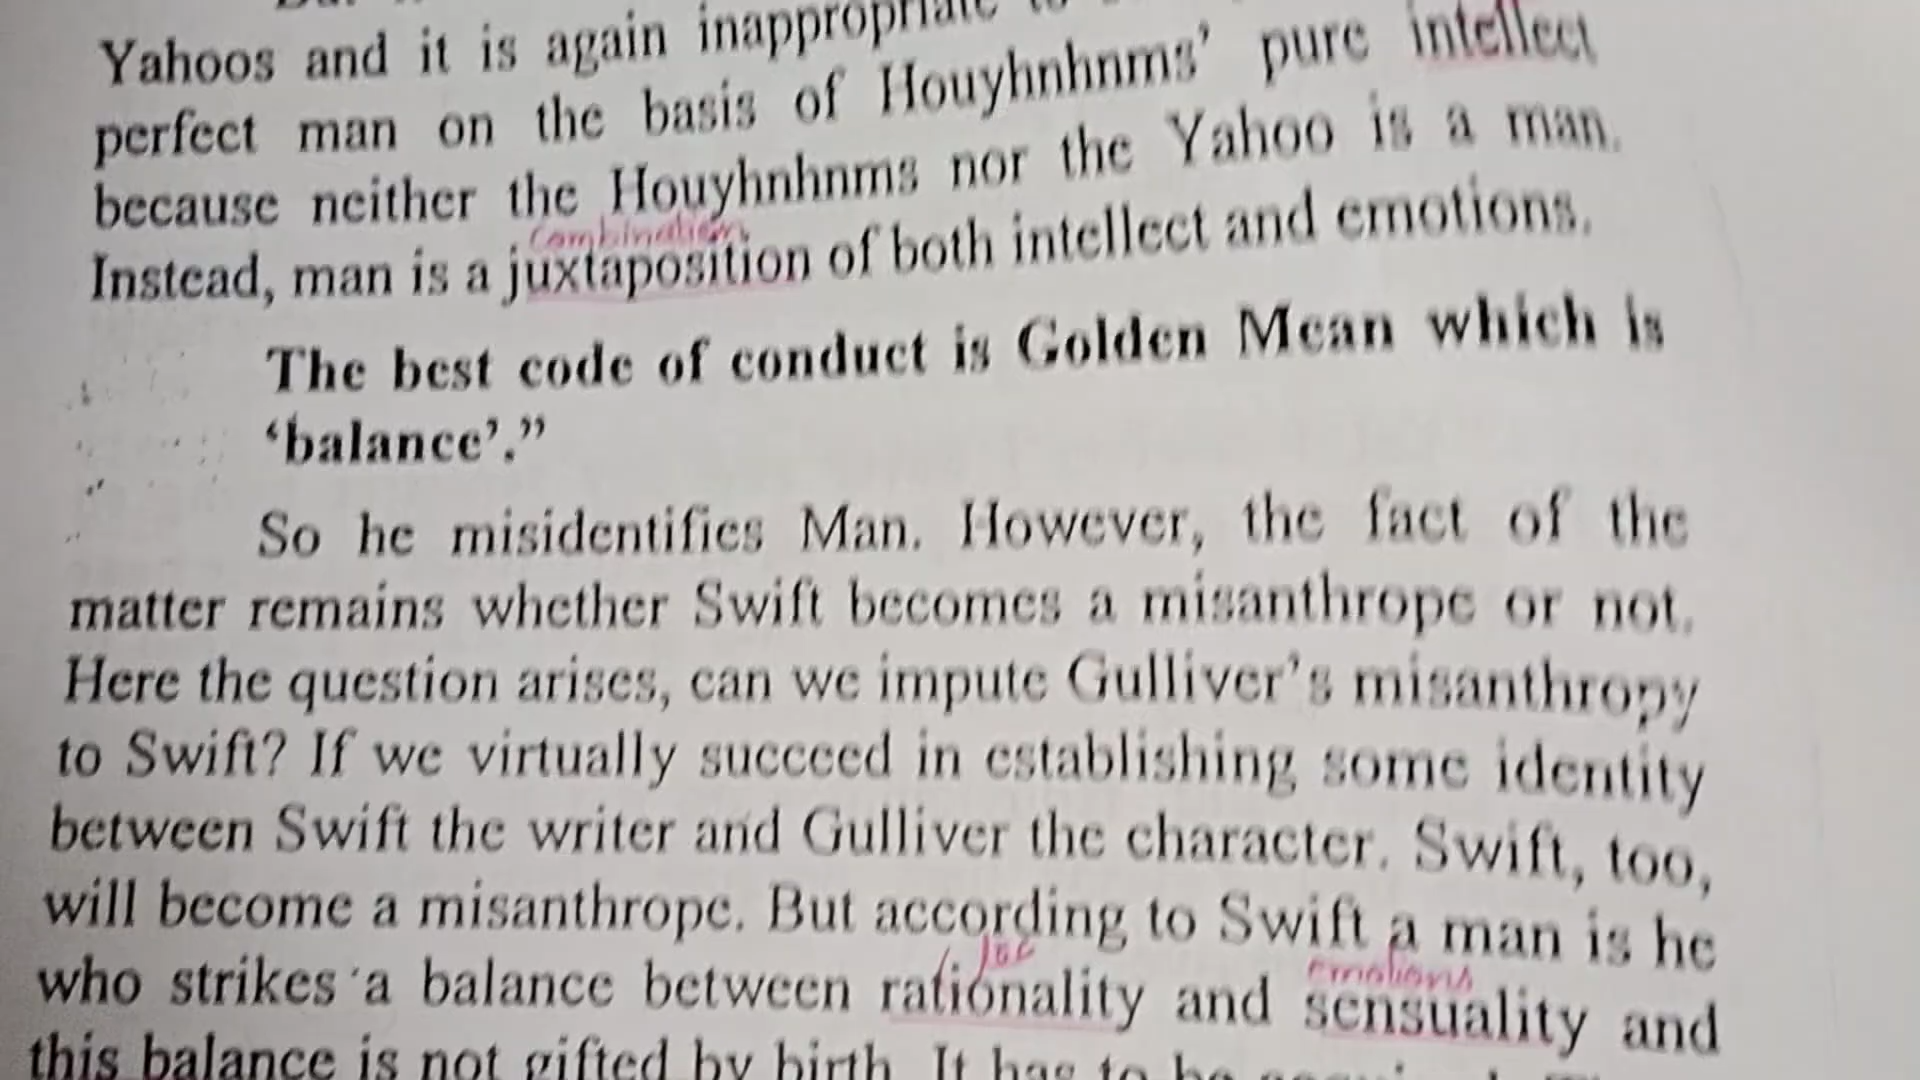 Yahoos and it is again inappropriate to
perfect man on the basis of Houyhnhnms' pure intellect
because neither the Houyhnhnms nor the Yahoo is a man.
combination
Instead, man is a juxtaposition of both intellect and emotions.
The best code of conduct is Golden Mean which is
'balance'."
So he misidentifies Man. However, the fact of the
matter remains whether Swift becomes a misanthrope or not.
Here the question arises, can we impute Gulliver's misanthropy
to Swift? If we virtually succeed in establishing some identity
between Swift the writer and Gulliver the character. Swift, too,
will become a misanthrope. But according to Swift a man is he
emotions
who strikes a balance between rationality and sensuality and
this balance is not gifted by birth. It has to be